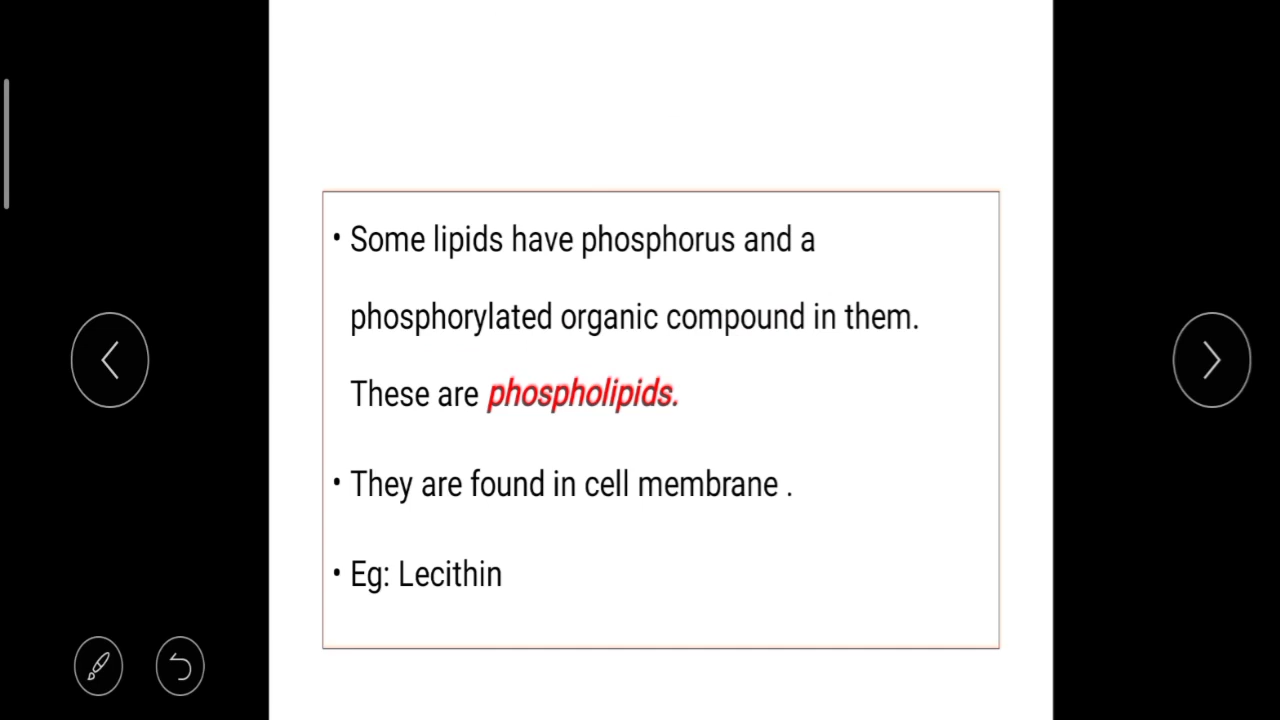 • Some lipids have phosphorus and a
phosphorylated organic compound in them.
These are phospholipids.
• They are found in cell membrane .
• Eg: Lecithin